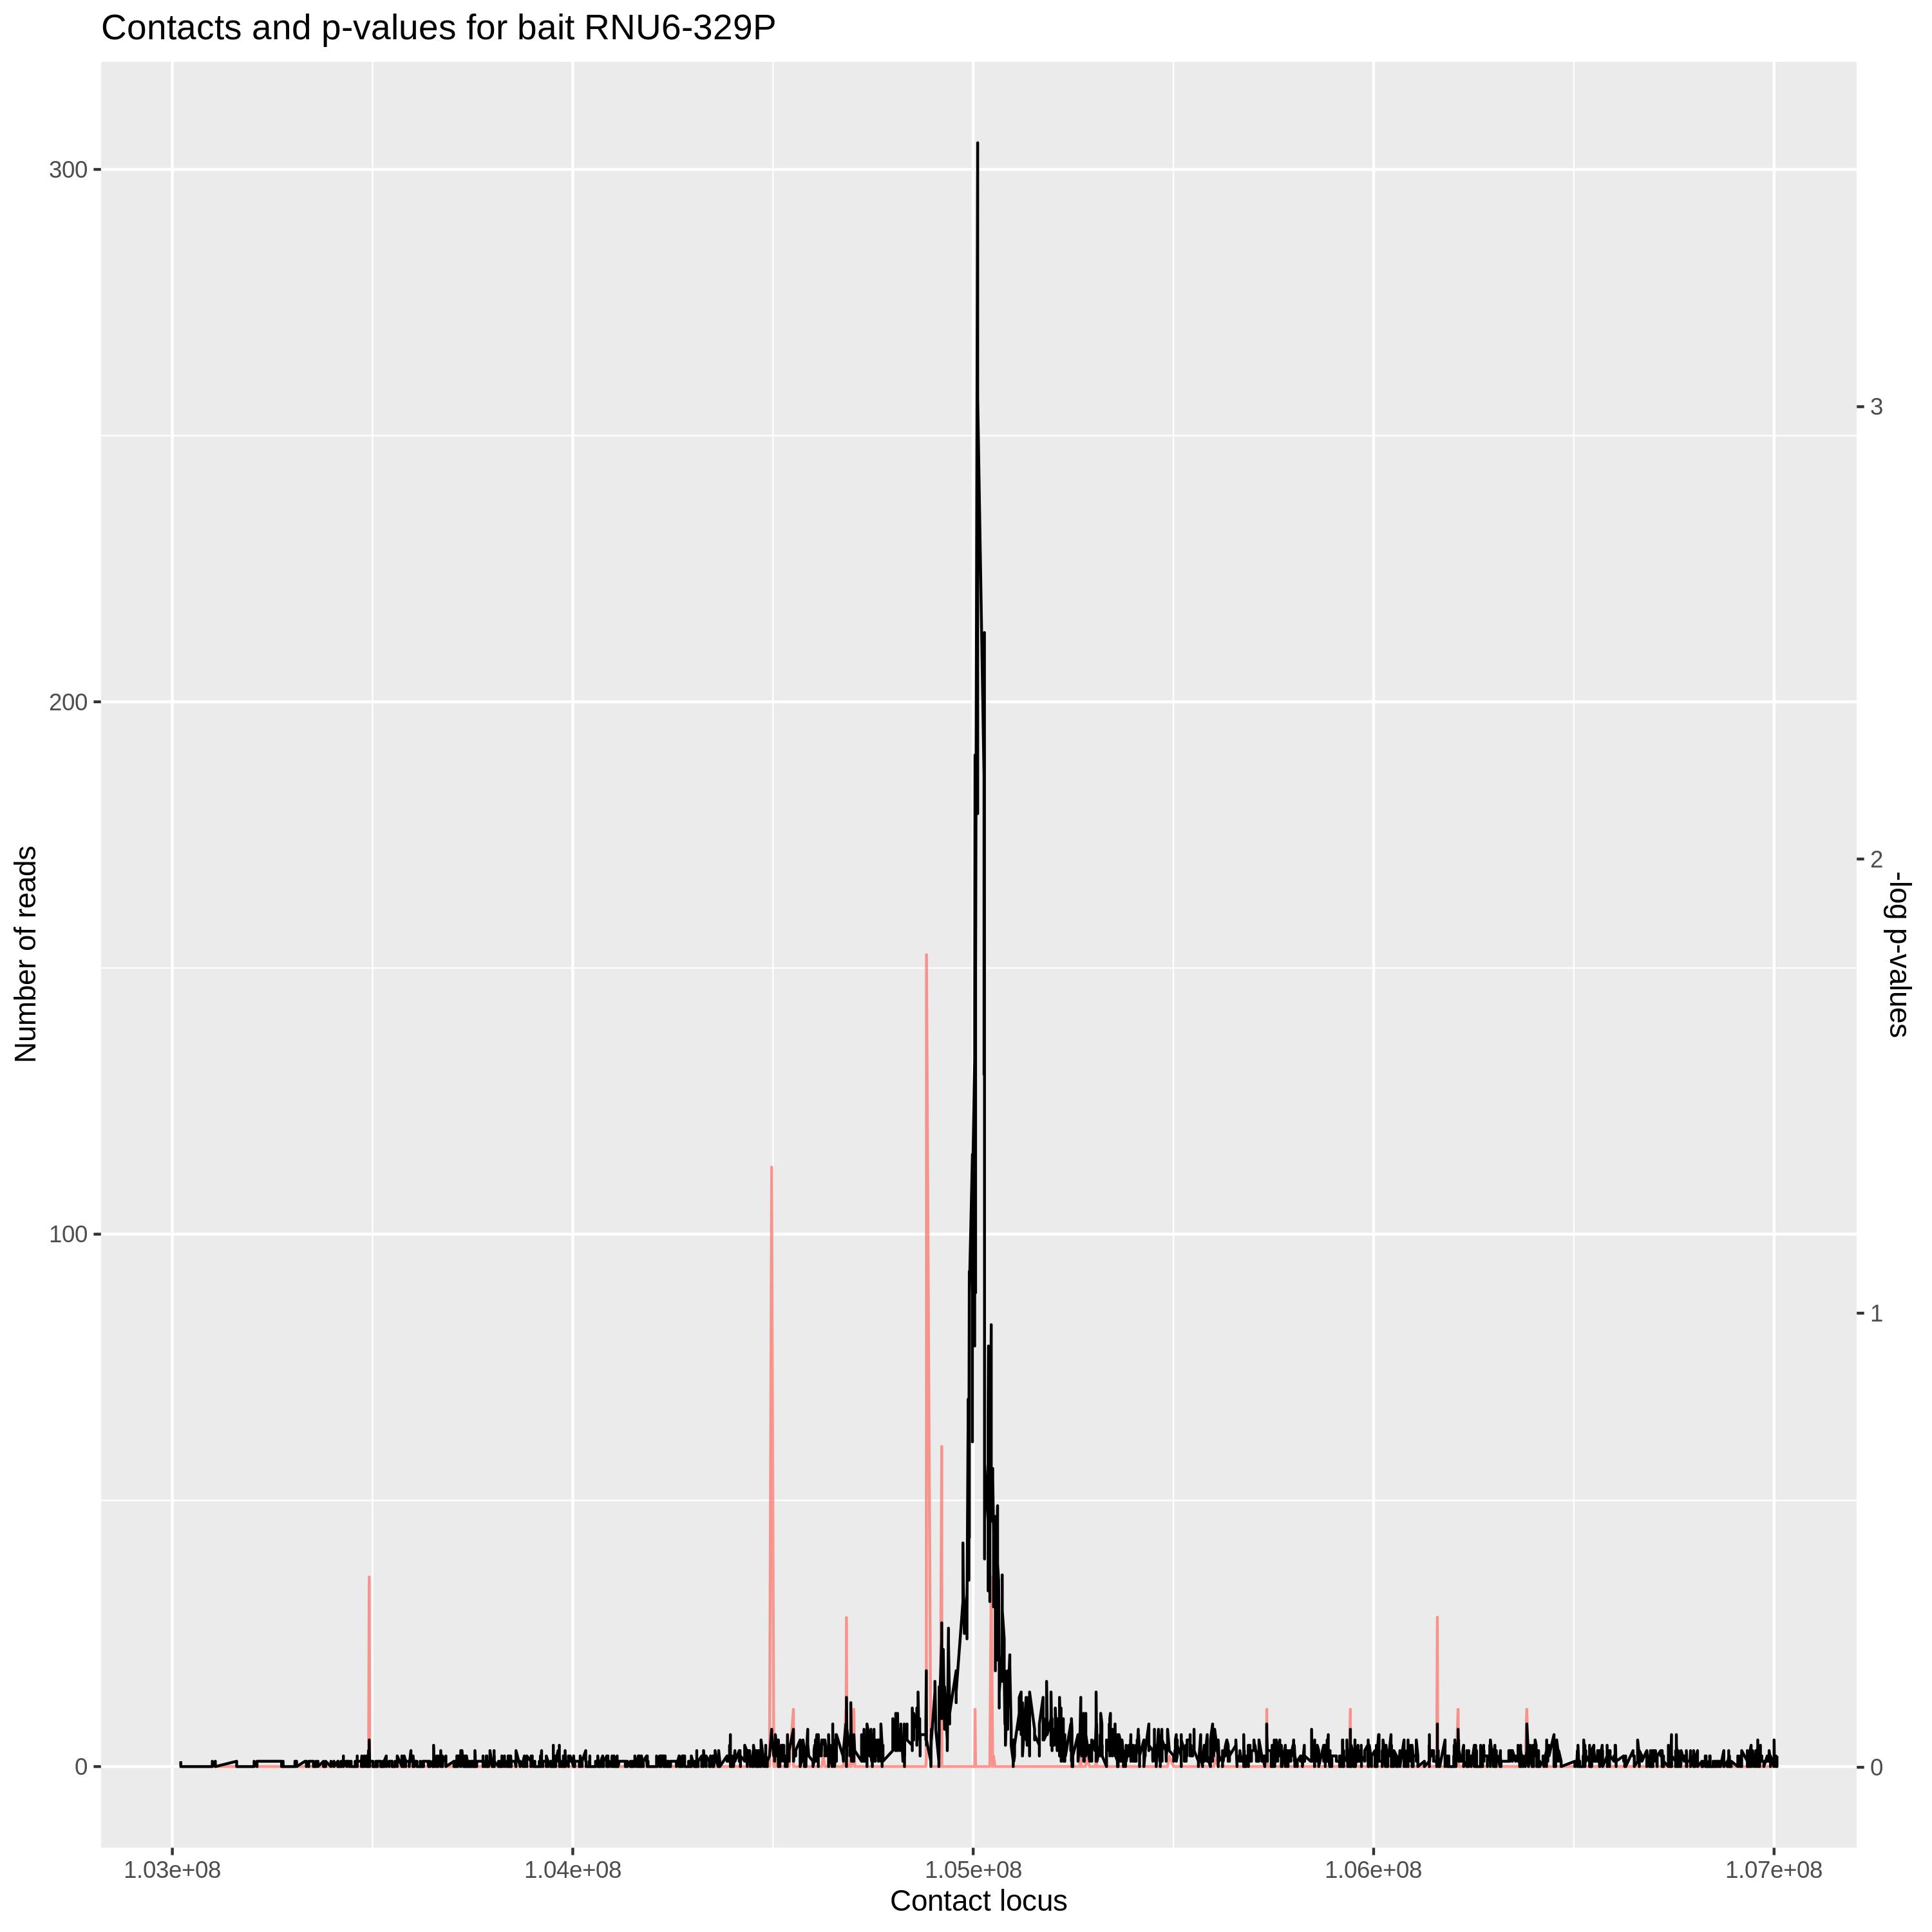 Contacts and p-values for bait RNU6-329P
300
200
100
0
Number of reads
3
2
1
0
-log p-values
1.03e+08 1.04e+08 1.05e+08 1.06e+08 1.07e+08
Contact locus